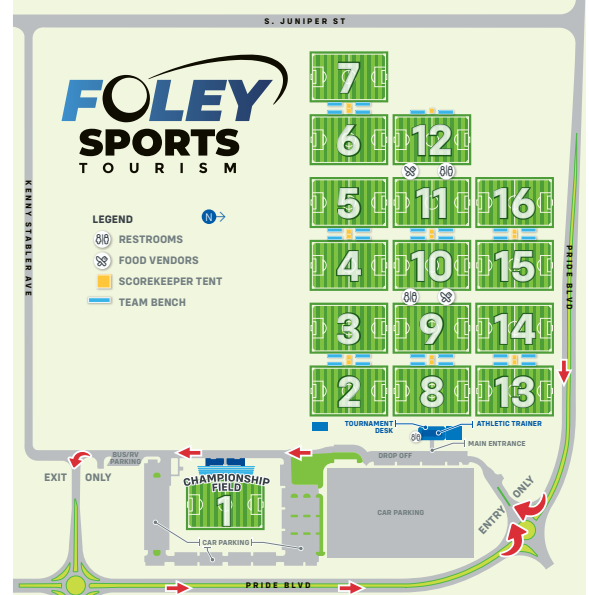 S. JUNIPER ST
FOLEY
SPORTS
TOURISM
KENNY STABLER AVE
LEGEND
N
RESTROOMS
FOOD VENDORS
SCOREKEEPER TENT
TEAM BENCH
7
6
12
5
11
16
4
10
15
3
9
14
2
8
13
PRIDE BLVD
TOURNAMENT
DESK
ATHLETIC TRAINER
MAIN ENTRANCE
BUS/RV
PARKING
DROP OFF
EXIT
ONLY
CHAMPIONSHIP
FIELD
1
CAR PARKING
CAR PARKING
ENTRY
ONLY
PRIDE BLVD